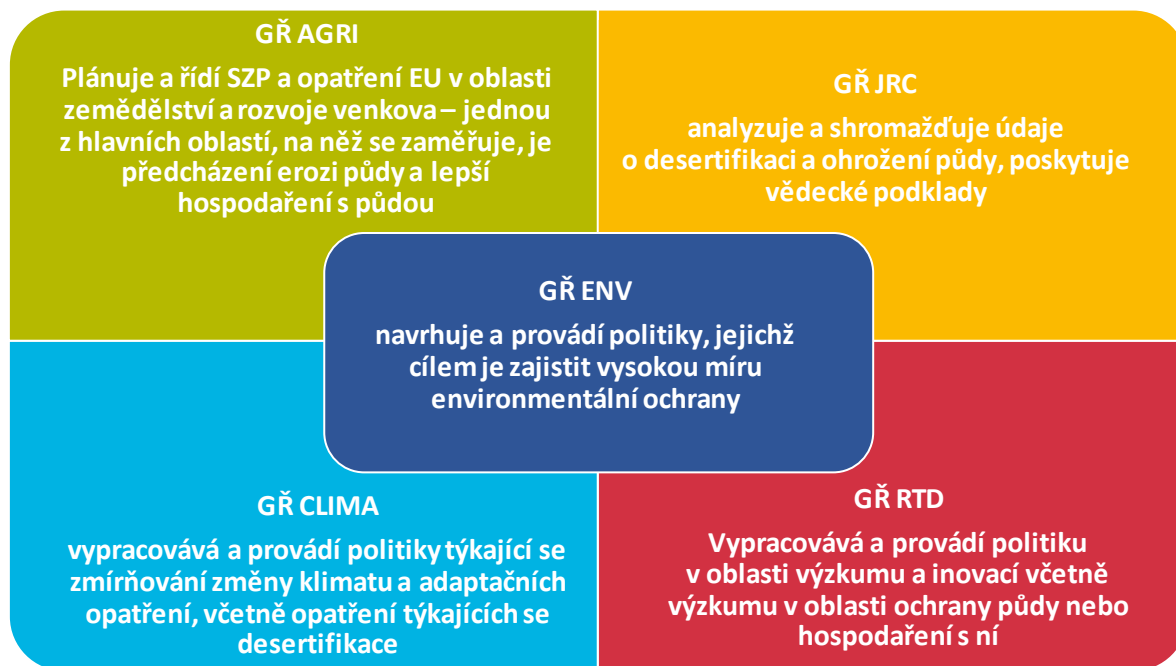 GŘ AGRI
Plánuje a řídí SZP a opatření EU v oblasti
zemědělství a rozvoje venkova – jednou
z hlavních oblastí, na něž se zaměřuje, je
předcházení erozi půdy a lepší
hospodaření s půdou
GŘ JRC
analyzuje a shromažďuje údaje
o desertifikaci a ohrožení půdy, poskytuje
vědecké podklady
GŘ ENV
navrhuje a provádí politiky, jejichž
cílem je zajistit vysokou míru
environmentální ochrany
GŘ CLIMA
vypracovává a provádí politiky týkající se
zmírňování změny klimatu a adaptačních
opatření, včetně opatření týkajících se
desertifikace
GŘ RTD
Vypracovává a provádí politiku
v oblasti výzkumu a inovací včetně
výzkumu v oblasti ochrany půdy nebo
hospodaření s ní